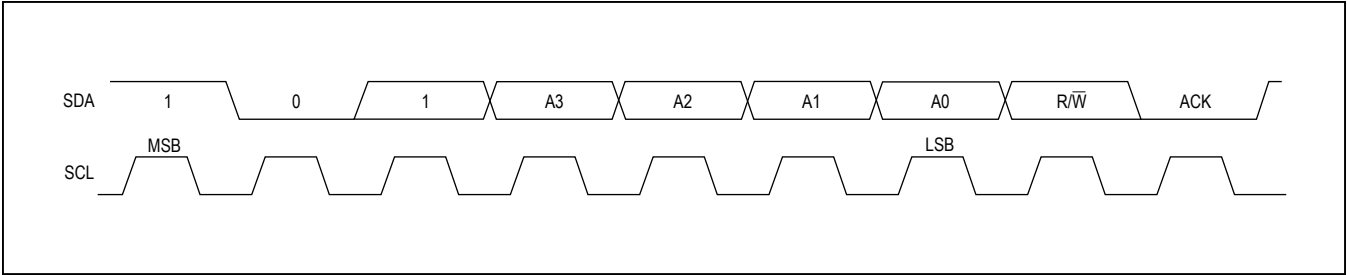 SDA 1 0 1 A3 A2 A1 A0 R/W̅ ACK
MSB LSB
SCL